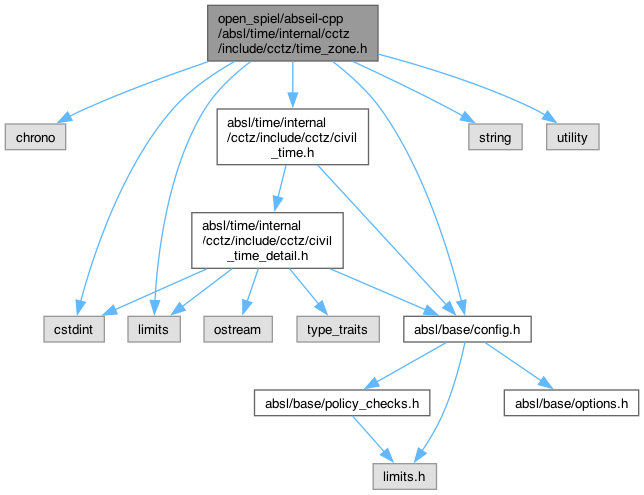 open_spiel/abseil-cpp
/absl/time/internal/cctz
/include/cctz/time_zone.h
chrono
absl/time/internal
/cctz/include/cctz/civil
_time.h
string
utility
absl/time/internal
/cctz/include/cctz/civil
_time_detail.h
cstdint
limits
ostream
type_traits
absl/base/config.h
absl/base/policy_checks.h
absl/base/options.h
limits.h